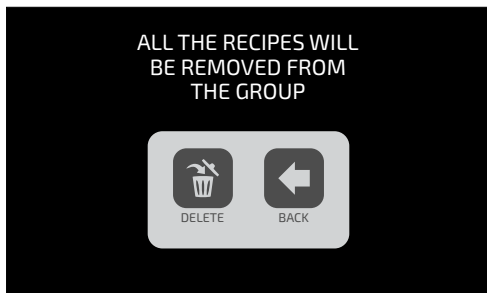 ALL THE RECIPES WILL
BE REMOVED FROM
THE GROUP
DELETE
BACK